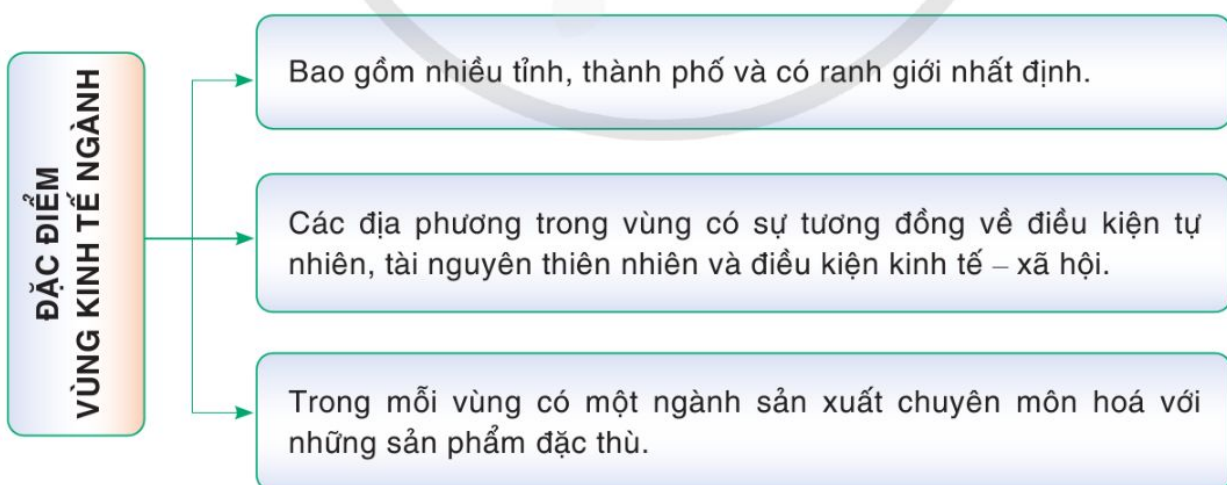 ĐẶC ĐIỂM
VÙNG KINH TẾ NGÀNH
Bao gồm nhiều tỉnh, thành phố và có ranh giới nhất định.
Các địa phương trong vùng có sự tương đồng về điều kiện tự
nhiên, tài nguyên thiên nhiên và điều kiện kinh tế – xã hội.
Trong mỗi vùng có một ngành sản xuất chuyên môn hoá với
những sản phẩm đặc thù.